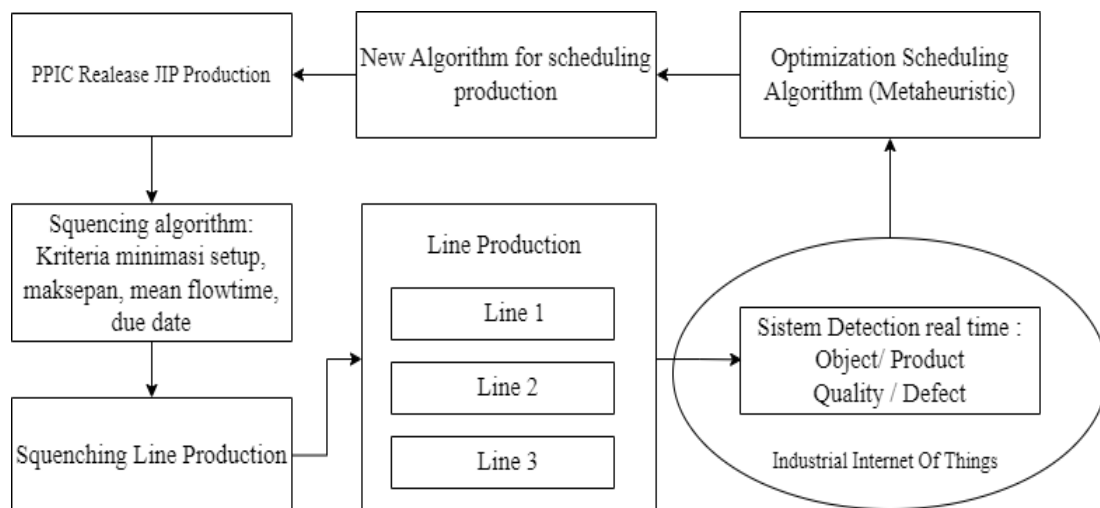 PPIC Realease JIP Production
New Algorithm for scheduling
production
Optimization Scheduling
Algorithm (Metaheuristic)
Squencing algorithm:
Kriteria minimasi setup,
maksepan, mean flowtime,
due date
Squenching Line Production
Line Production
Line 1
Line 2
Line 3
Sistem Detection real time :
Object/ Product
Quality / Defect
Industrial Internet Of Things